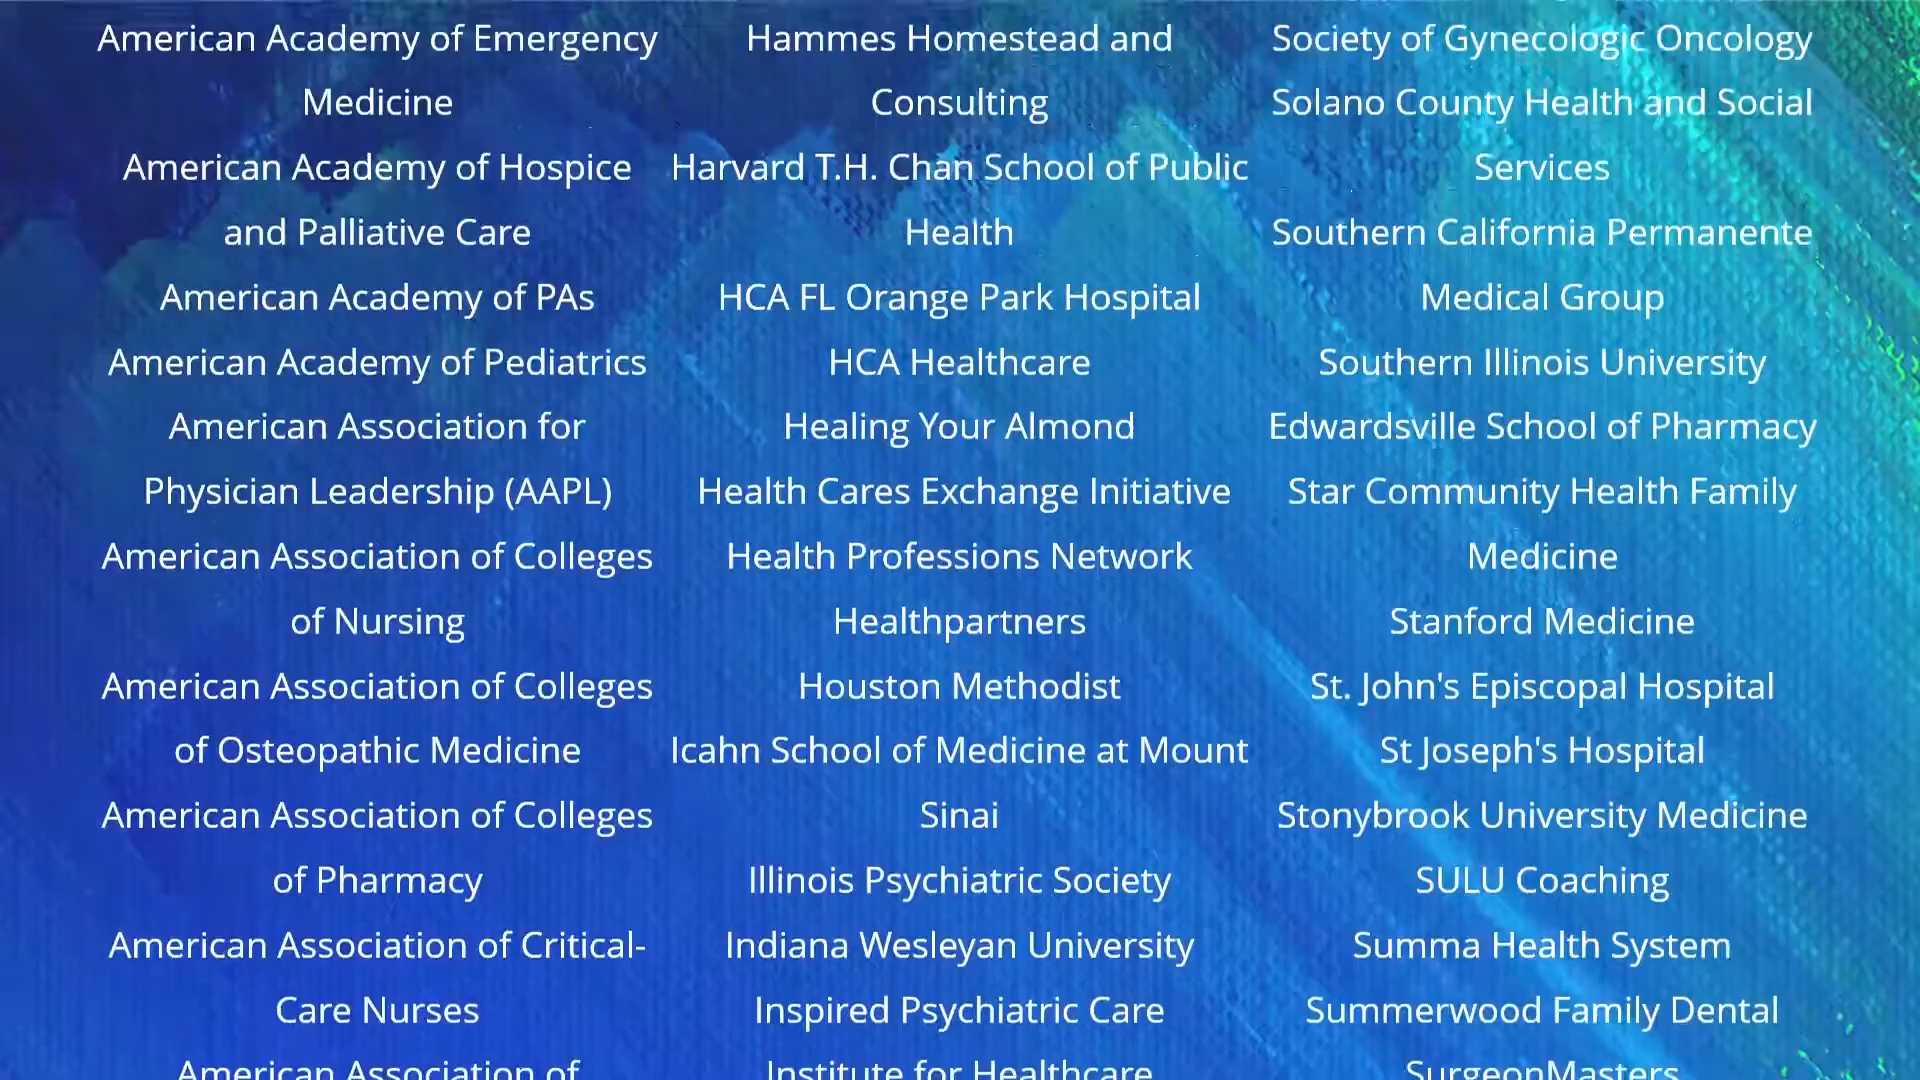 American Academy of Emergency
Medicine
American Academy of Hospice
and Palliative Care
American Academy of PAs
American Academy of Pediatrics
American Association for
Physician Leadership (AAPL)
American Association of Colleges
of Nursing
American Association of Colleges
of Osteopathic Medicine
American Association of Colleges
of Pharmacy
American Association of Critical-
Care Nurses
American Association of
Hammes Homestead and
Consulting
Harvard T.H. Chan School of Public
Health
HCA FL Orange Park Hospital
HCA Healthcare
Healing Your Almond
Health Cares Exchange Initiative
Health Professions Network
Healthpartners
Houston Methodist
Icahn School of Medicine at Mount
Sinai
Illinois Psychiatric Society
Indiana Wesleyan University
Inspired Psychiatric Care
Institute for Healthcare
Society of Gynecologic Oncology
Solano County Health and Social
Services
Southern California Permanente
Medical Group
Southern Illinois University
Edwardsville School of Pharmacy
Star Community Health Family
Medicine
Stanford Medicine
St. John's Episcopal Hospital
St Joseph's Hospital
Stonybrook University Medicine
SULU Coaching
Summa Health System
Summerwood Family Dental
SurgeonMasters